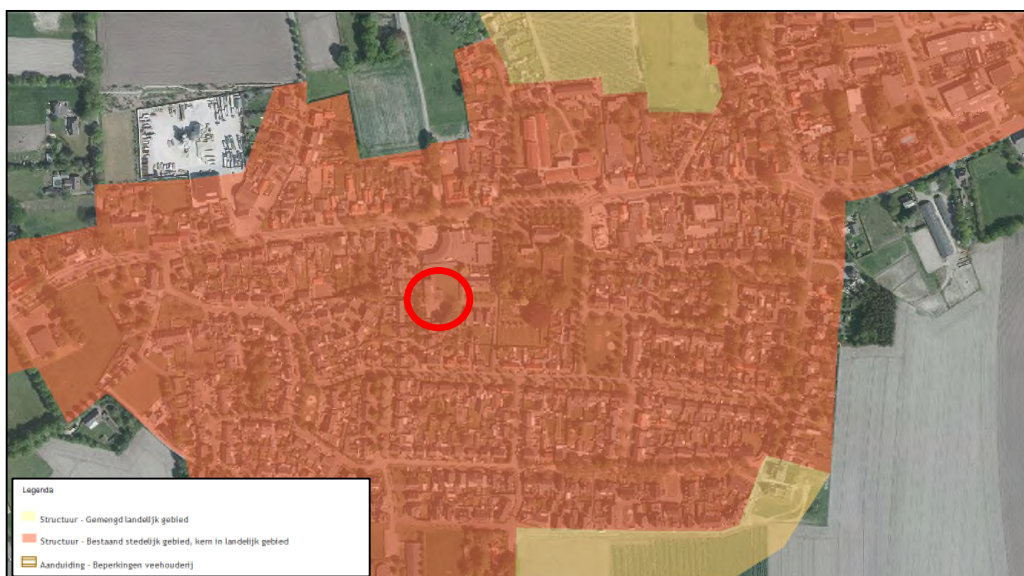 Legenda
Structuur - Gemengd landelijk gebied
Structuur - Bestaand stedelijk gebied, kern in landelijk gebied
Aanduiding - Beperkingen veehouderij